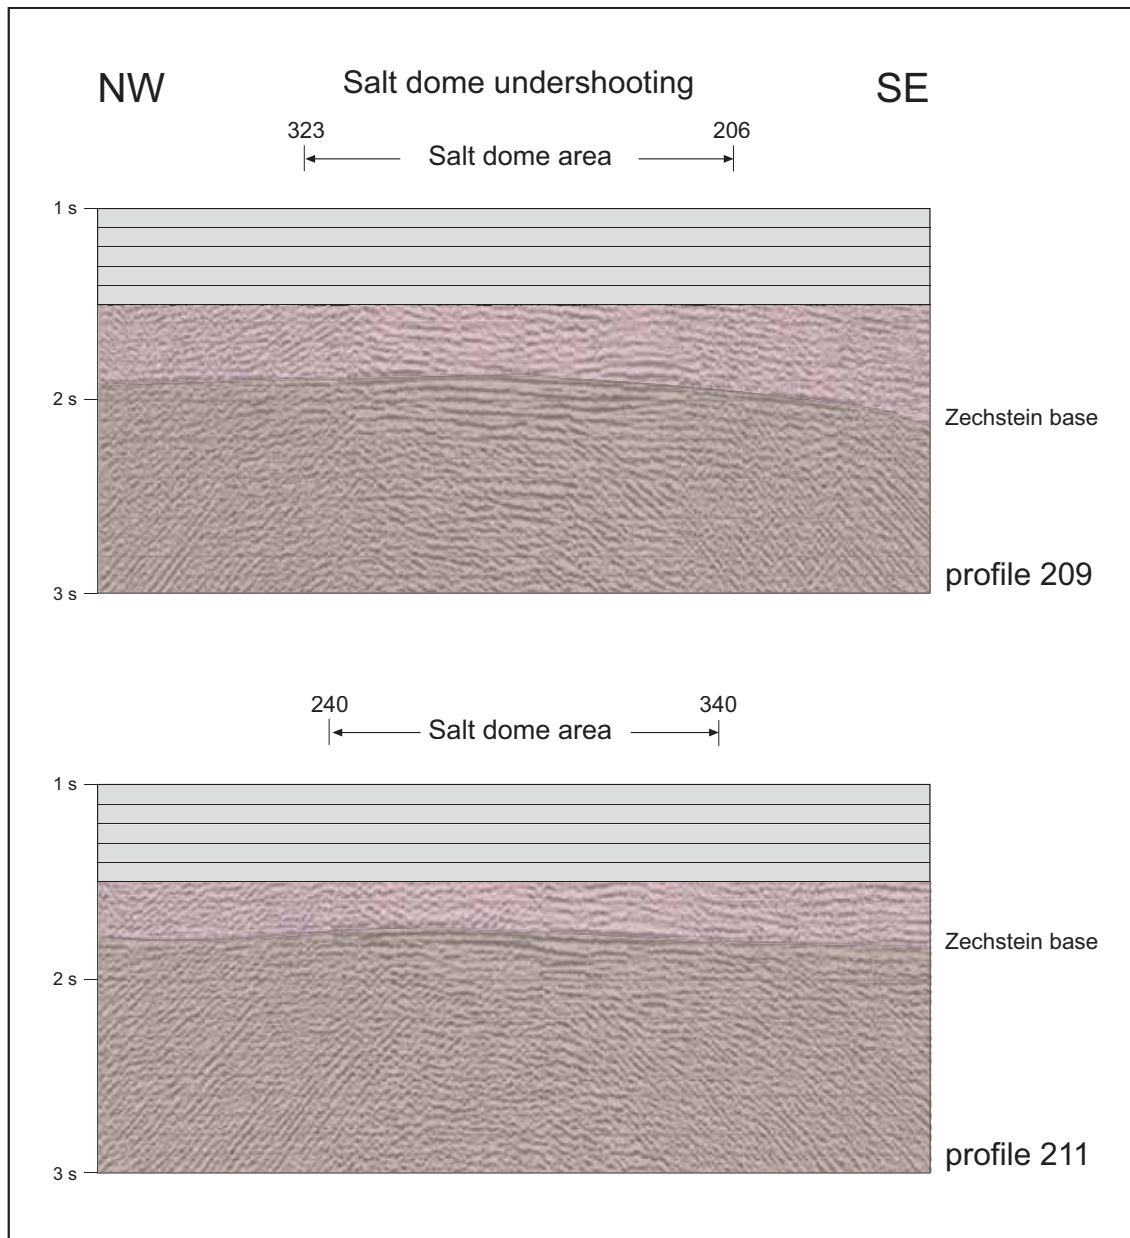 NW Salt dome undershooting SE
323 206
Salt dome area
1 s
2 s
Zechstein base
profile 209
3 s
240 340
Salt dome area
1 s
Zechstein base
2 s
profile 211
3 s